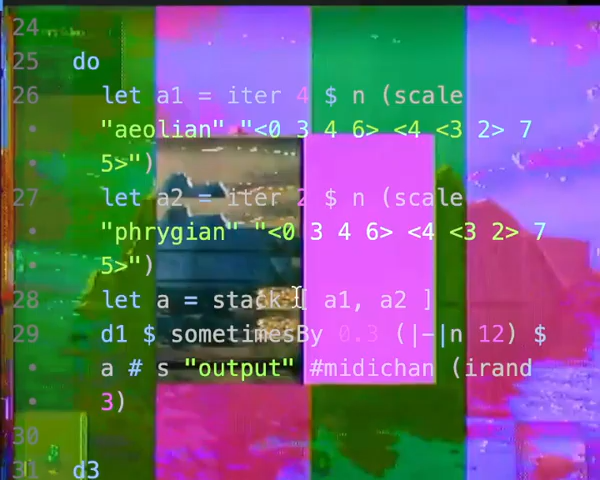 24
25 do
26 let a1 = iter 4 $ n (scale
• "aeolian" "<0 3 4 6> <4 <3 2> 7
• 5>")
27 let a2 = iter 2 $ n (scale
• "phrygian" "<0 3 4 6> <4 <3 2> 7
• 5>")
28 let a = stack [ a1, a2 ]
29 d1 $ sometimesBy 0.3 (|-|n 12) $
• a # s "output" #midichan (irand
• 3)
30
31 d3